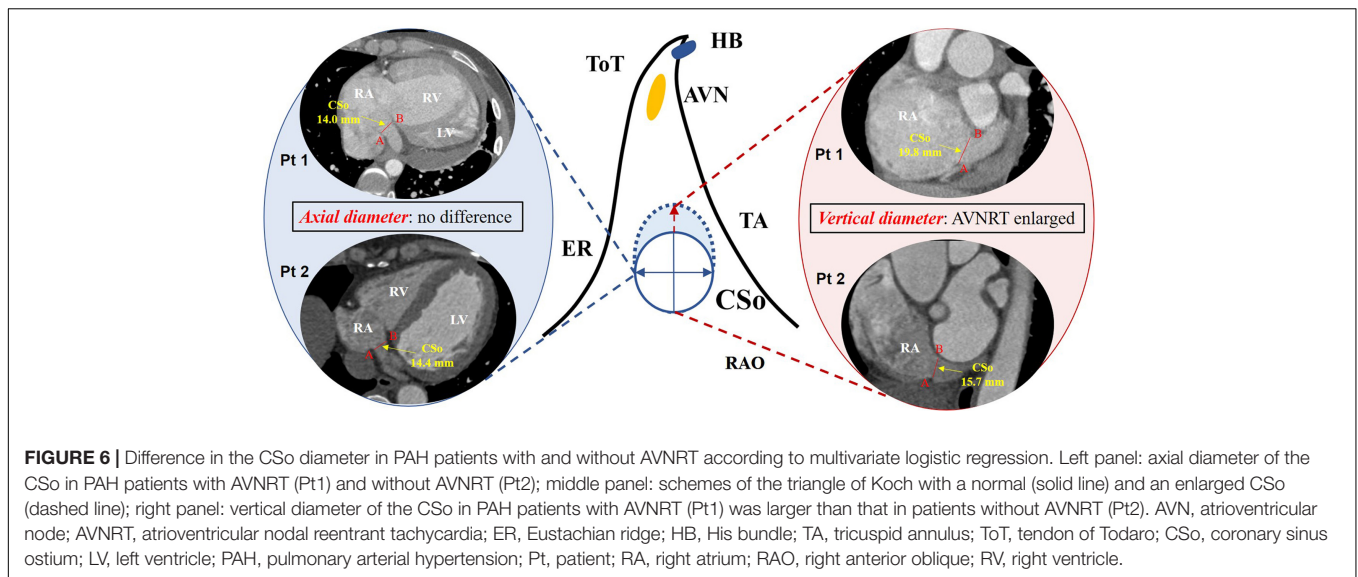 RA
RV
CSo
14.0 mm
B
A
LV
Pt 1
Axial diameter: no difference
Pt 2
RV
RA
LV
B
A
CSo
14.4 mm
HB
ToT
AVN
TA
ER
CSo
RAO
RA
CSo
19.8 mm
B
A
Pt 1
Vertical diameter: AVNRT enlarged
Pt 2
RA
B
A
CSo
15.7 mm
FIGURE 6 | Difference in the CSo diameter in PAH patients with and without AVNRT according to multivariate logistic regression. Left panel: axial diameter of the
CSo in PAH patients with AVNRT (Pt1) and without AVNRT (Pt2); middle panel: schemes of the triangle of Koch with a normal (solid line) and an enlarged CSo
(dashed line); right panel: vertical diameter of the CSo in PAH patients with AVNRT (Pt1) was larger than that in patients without AVNRT (Pt2). AVN, atrioventricular
node; AVNRT, atrioventricular nodal reentrant tachycardia; ER, Eustachian ridge; HB, His bundle; TA, tricuspid annulus; ToT, tendon of Todaro; CSo, coronary sinus
ostium; LV, left ventricle; PAH, pulmonary arterial hypertension; Pt, patient; RA, right atrium; RAO, right anterior oblique; RV, right ventricle.